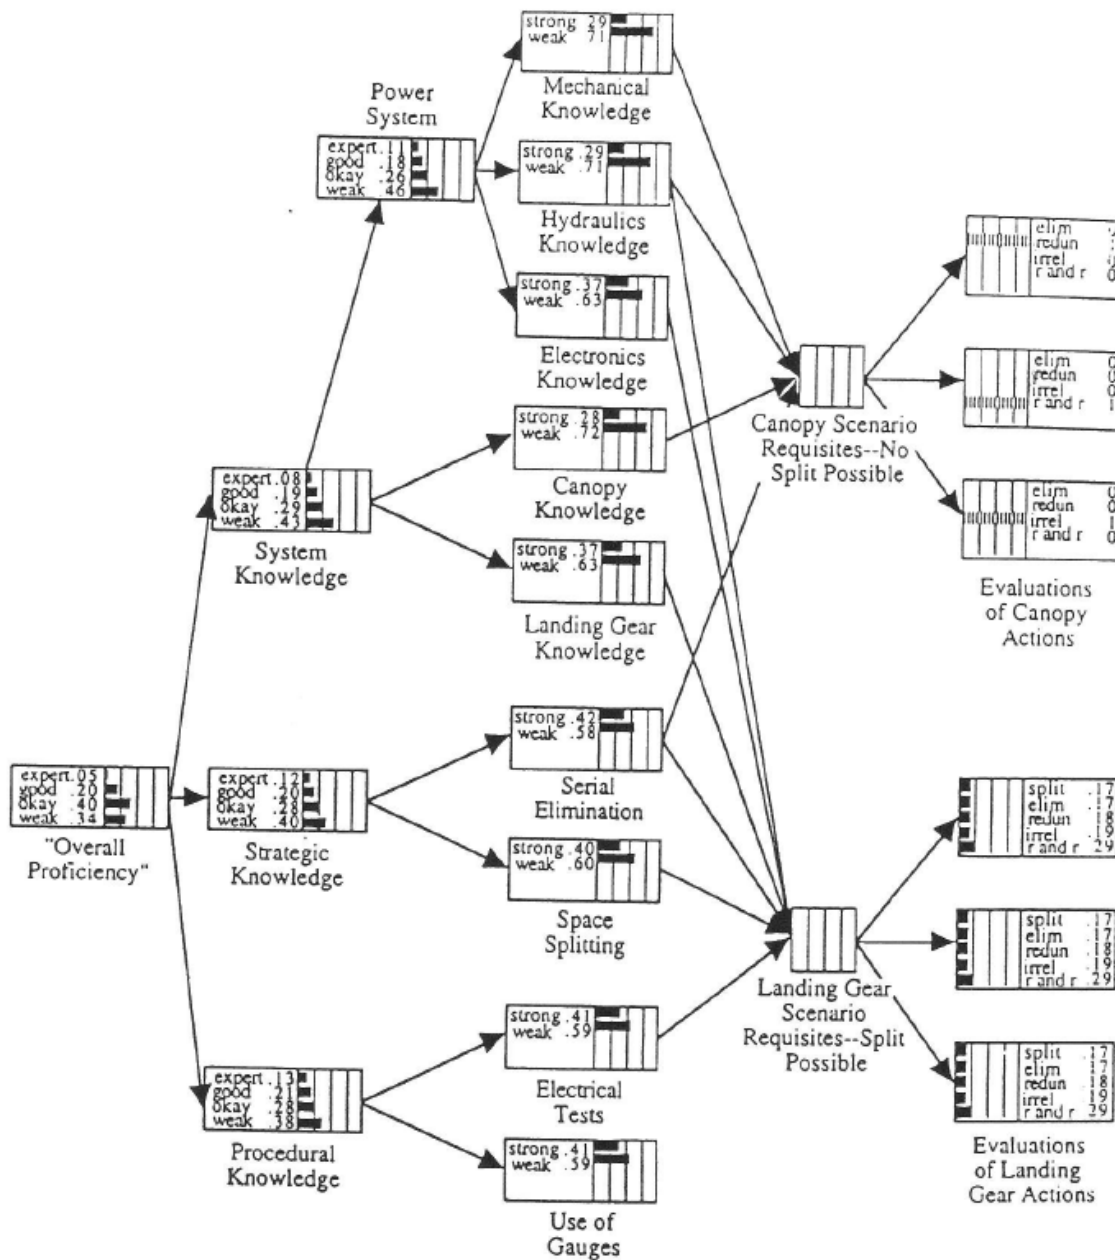 strong 29
weak 71
Mechanical
Knowledge
Power
System
expert .11
good .18
okay .26
weak .46
strong .29
weak .71
Hydraulics
Knowledge
strong .37
weak .63
Electronics
Knowledge
elim
redun
irrel
r and r
elim 0
redun 0
irrel 0
r and r 1
Canopy Scenario
Requisites--No
Split Possible
strong .28
weak .72
Canopy
Knowledge
expert .08
good .19
okay .29
weak .43
System
Knowledge
elim 0
redun 0
irrel 1
r and r 0
Evaluations
of Canopy
Actions
strong .37
weak .63
Landing Gear
Knowledge
strong .42
weak .58
Serial
Elimination
expert .05
good .20
okay .40
weak .34
"Overall
Proficiency"
expert .12
good .20
okay .28
weak .40
Strategic
Knowledge
strong .40
weak .60
Space
Splitting
split .17
elim .17
redun .18
irrel .19
r and r .29
split .17
elim .17
redun .18
irrel .19
r and r .29
Landing Gear
Scenario
Requisites--Split
Possible
strong .41
weak .59
Electrical
Tests
split .17
elim .17
redun .18
irrel .19
r and r .29
Evaluations
of Landing
Gear Actions
expert .13
good .21
okay .28
weak .38
Procedural
Knowledge
strong .41
weak .59
Use of
Gauges